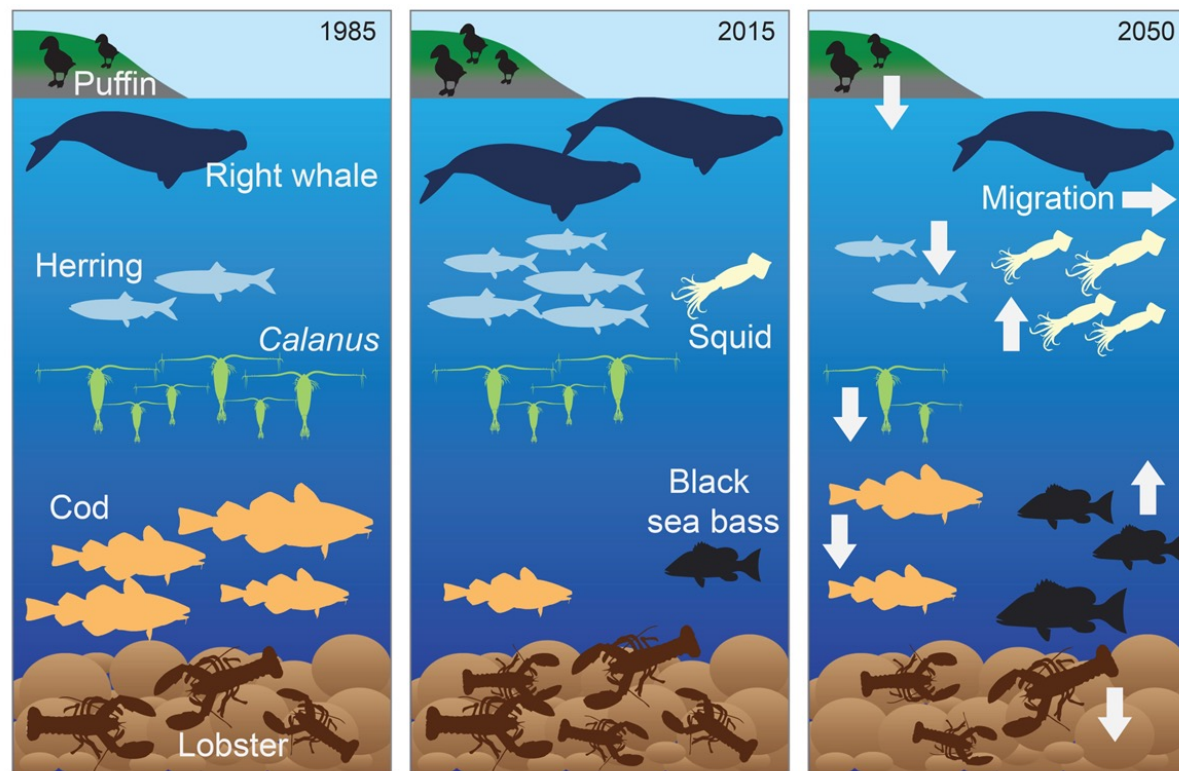 1985
Puffin
Right whale
Herring
Calanus
Cod
Lobster
2015
Squid
Black
sea bass
2050
Migration